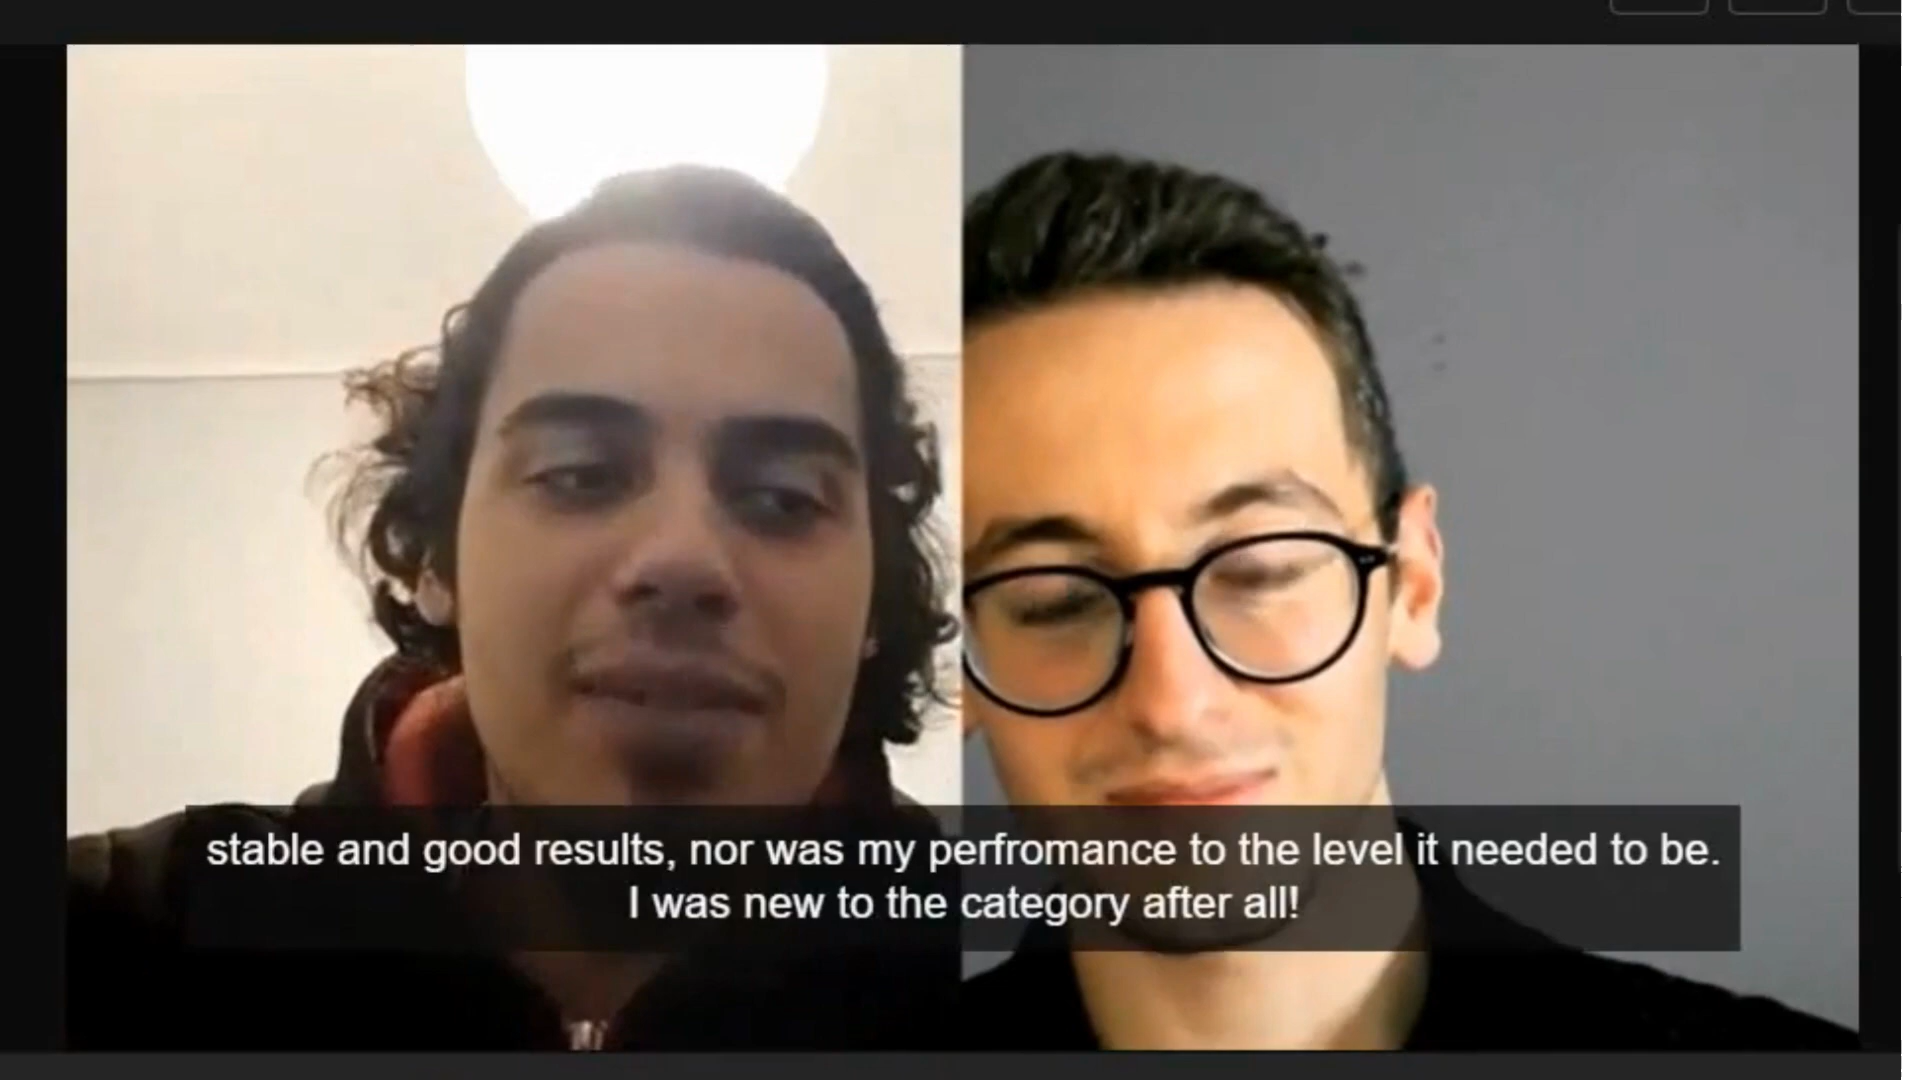 stable and good results, nor was my perfromance to the level it needed to be.
I was new to the category after all!